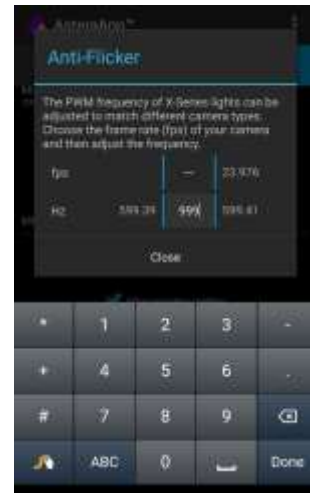 Anti-Flicker
The PWM frequency of X-Series lights can be
adjusted to match different camera types.
Choose the frame rate (fps) of your camera
and then adjust the frequency.
fps — 23.976
Hz 599.39 999 599.41
Close
* 1 2 3 -
+ 4 5 6 .
# 7 8 9
ABC 0 Done